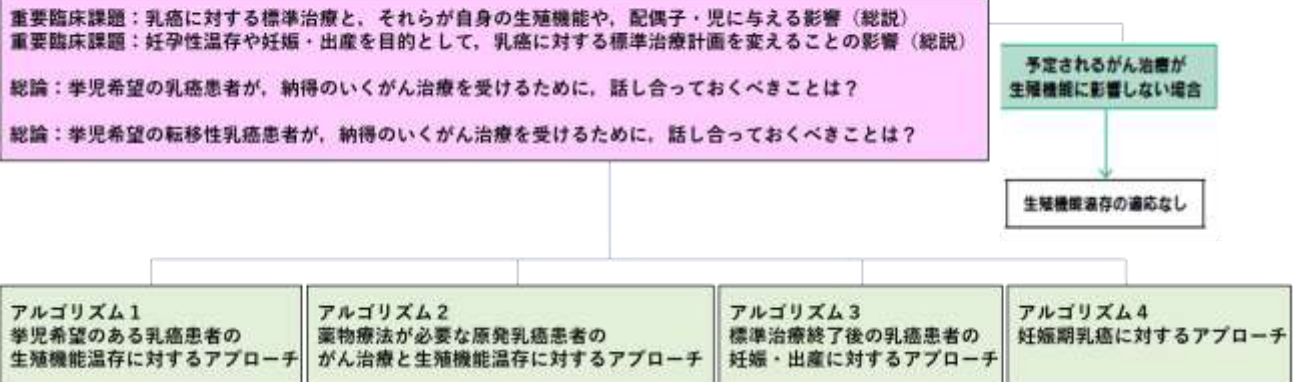 重要臨床課題：乳癌に対する標準治療と，それらが自身の生殖機能や，配偶子・児に与える影響（総説）
重要臨床課題：妊孕性温存や妊娠・出産を目的として，乳癌に対する標準治療計画を変えることの影響（総説）
総論：挙児希望の乳癌患者が，納得のいくがん治療を受けるために，話し合っておくべきことは？
総論：挙児希望の転移性乳癌患者が，納得のいくがん治療を受けるために，話し合っておくべきことは？
予定されるがん治療が
生殖機能に影響しない場合
生殖機能温存の適応なし
アルゴリズム１
挙児希望のある乳癌患者の
生殖機能温存に対するアプローチ
アルゴリズム２
薬物療法が必要な原発乳癌患者の
がん治療と生殖機能温存に対するアプローチ
アルゴリズム３
標準治療終了後の乳癌患者の
妊娠・出産に対するアプローチ
アルゴリズム４
妊娠期乳癌に対するアプローチ